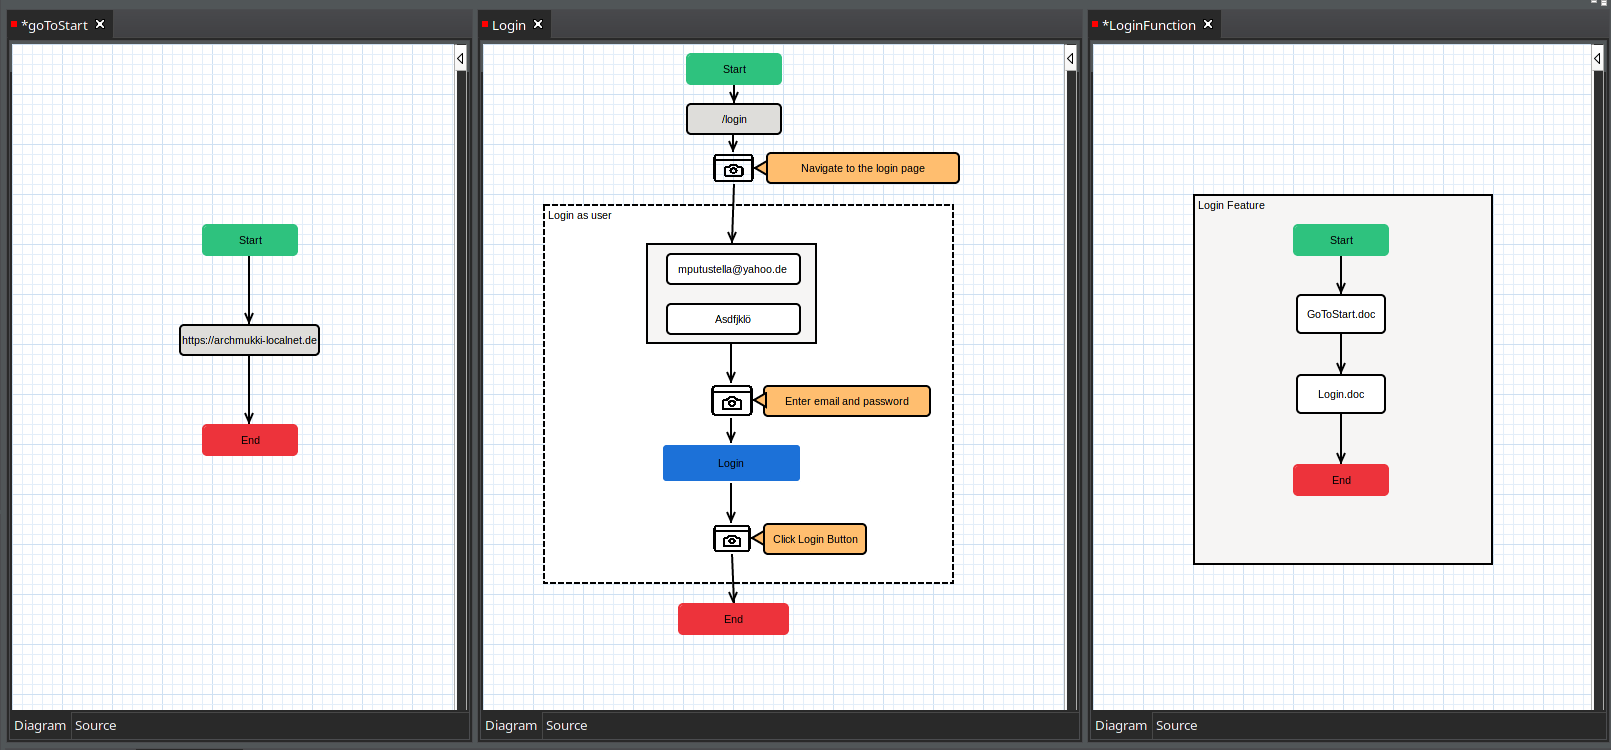 *goToStart
Start
https://archmukki-localnet.de
End
Diagram Source
Login
Start
/login
Navigate to the login page
Login as user
mputustella@yahoo.de
Asdfjklö
Enter email and password
Login
Click Login Button
End
Diagram Source
*LoginFunction
Login Feature
Start
GoToStart.doc
Login.doc
End
Diagram Source